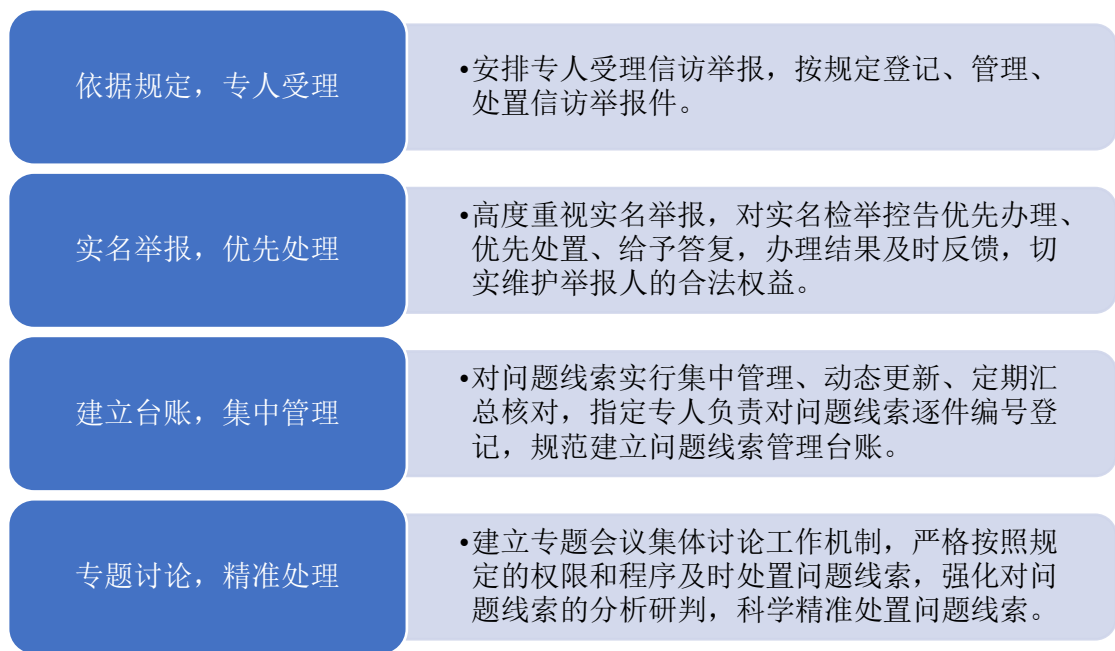 依据规定，专人受理
•安排专人受理信访举报，按规定登记、管理、
处置信访举报件。
实名举报，优先处理
•高度重视实名举报，对实名检举控告优先办理、
优先处置、给予答复，办理结果及时反馈，切
实维护举报人的合法权益。
建立台账，集中管理
•对问题线索实行集中管理、动态更新、定期汇
总核对，指定专人负责对问题线索逐件编号登
记，规范建立问题线索管理台账。
专题讨论，精准处理
•建立专题会议集体讨论工作机制，严格按照规
定的权限和程序及时处置问题线索，强化对问
题线索的分析研判，科学精准处置问题线索。